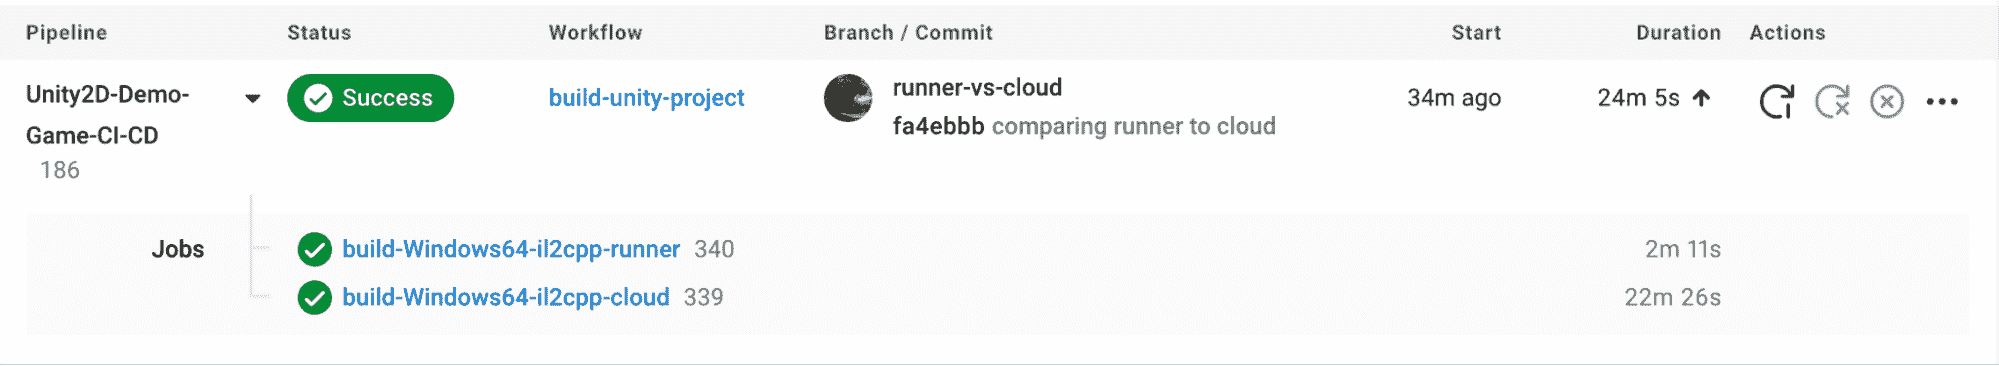 Pipeline Status Workflow Branch / Commit Start Duration Actions
Unity2D-Demo-
Game-CI-CD
186
Success
build-unity-project
runner-vs-cloud
fa4ebbb comparing runner to cloud
34m ago
24m 5s
Jobs
build-Windows64-il2cpp-runner 340 2m 11s
build-Windows64-il2cpp-cloud 339 22m 26s